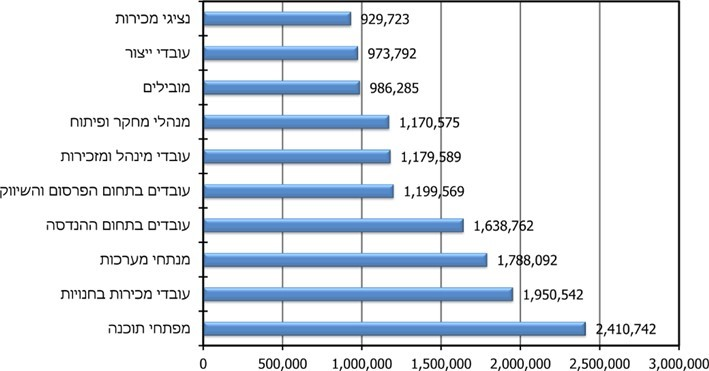 נציגי מכירות 929,723
עובדי ייצור 973,792
מובילים 986,285
מנהלי מחקר ופיתוח 1,170,575
עובדי מינהל ומזכירות 1,179,589
עובדים בתחום הפרסום והשיווק 1,199,569
עובדים בתחום ההנדסה 1,638,762
מנתחי מערכות 1,788,092
עובדי מכירות בחנויות 1,950,542
מפתחי תוכנה 2,410,742
0 500,000 1,000,000 1,500,000 2,000,000 2,500,000 3,000,000